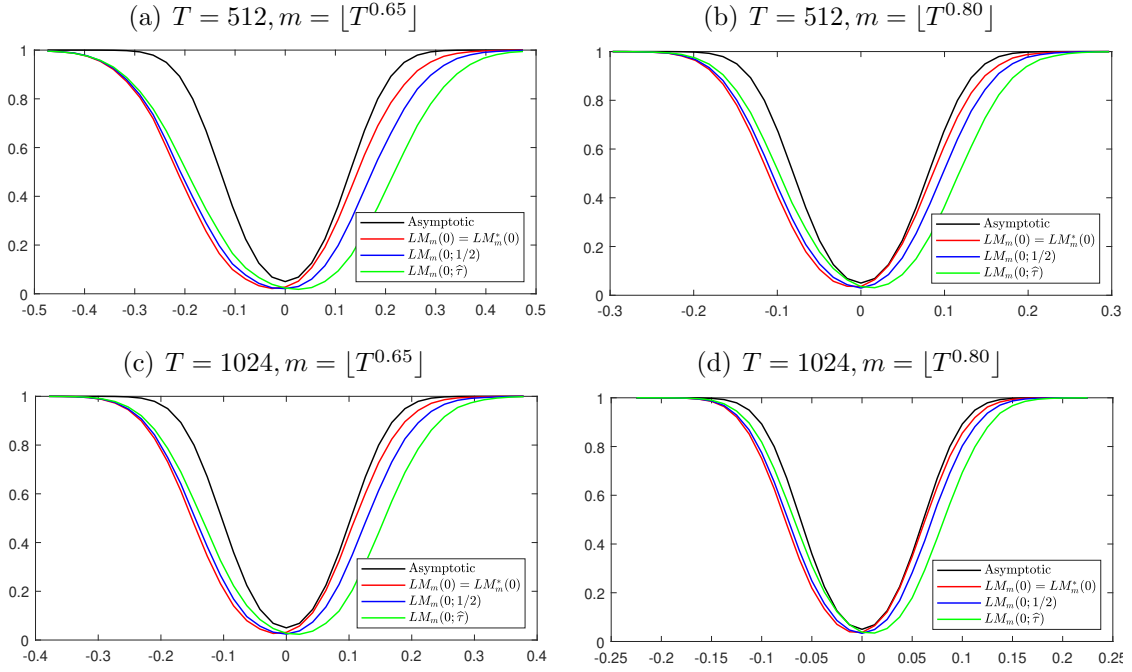 (a) T = 512, m = ⌊T^{0.65}⌋
(b) T = 512, m = ⌊T^{0.80}⌋
1
0.8
0.6
0.4
0.2
0
-0.5 -0.4 -0.3 -0.2 -0.1 0 0.1 0.2 0.3 0.4 0.5
Asymptotic
LM_m(0) = LM_m^*(0)
LM_m(0; 1/2)
LM_m(0; τ̂)
1
0.8
0.6
0.4
0.2
0
-0.3 -0.2 -0.1 0 0.1 0.2 0.3
Asymptotic
LM_m(0) = LM_m^*(0)
LM_m(0; 1/2)
LM_m(0; τ̂)
(c) T = 1024, m = ⌊T^{0.65}⌋
(d) T = 1024, m = ⌊T^{0.80}⌋
1
0.8
0.6
0.4
0.2
0
-0.4 -0.3 -0.2 -0.1 0 0.1 0.2 0.3 0.4
Asymptotic
LM_m(0) = LM_m^*(0)
LM_m(0; 1/2)
LM_m(0; τ̂)
1
0.8
0.6
0.4
0.2
0
-0.25 -0.2 -0.15 -0.1 -0.05 0 0.05 0.1 0.15 0.2 0.25
Asymptotic
LM_m(0) = LM_m^*(0)
LM_m(0; 1/2)
LM_m(0; τ̂)